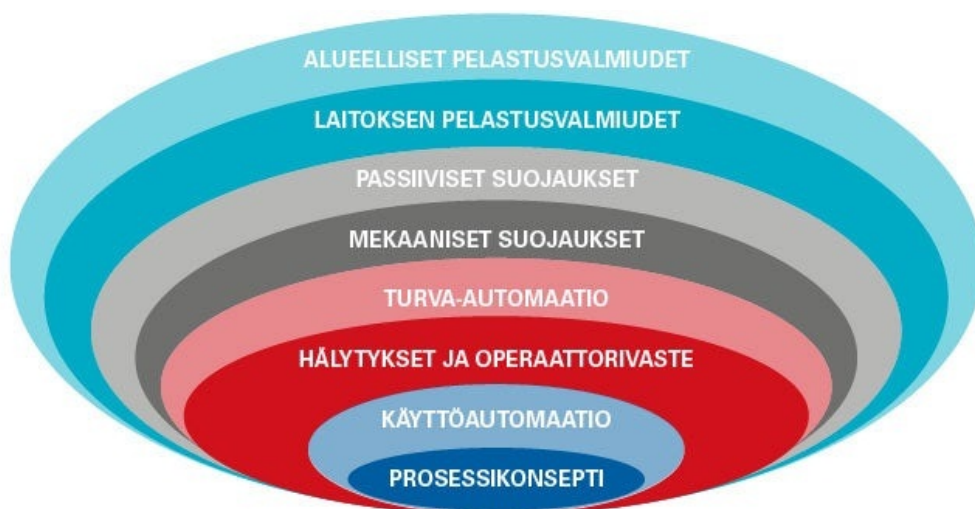 ALUEELLISET PELASTUSVALMIUDET
LAITOKSEN PELASTUSVALMIUDET
PASSIIVISET SUOJAUKSET
MEKAANISET SUOJAUKSET
TURVA-AUTOMAATIO
HÄLYTYKSET JA OPERAATTORIVASTE
KÄYTTÖAUTOMAATIO
PROSESSIKONSEPTI